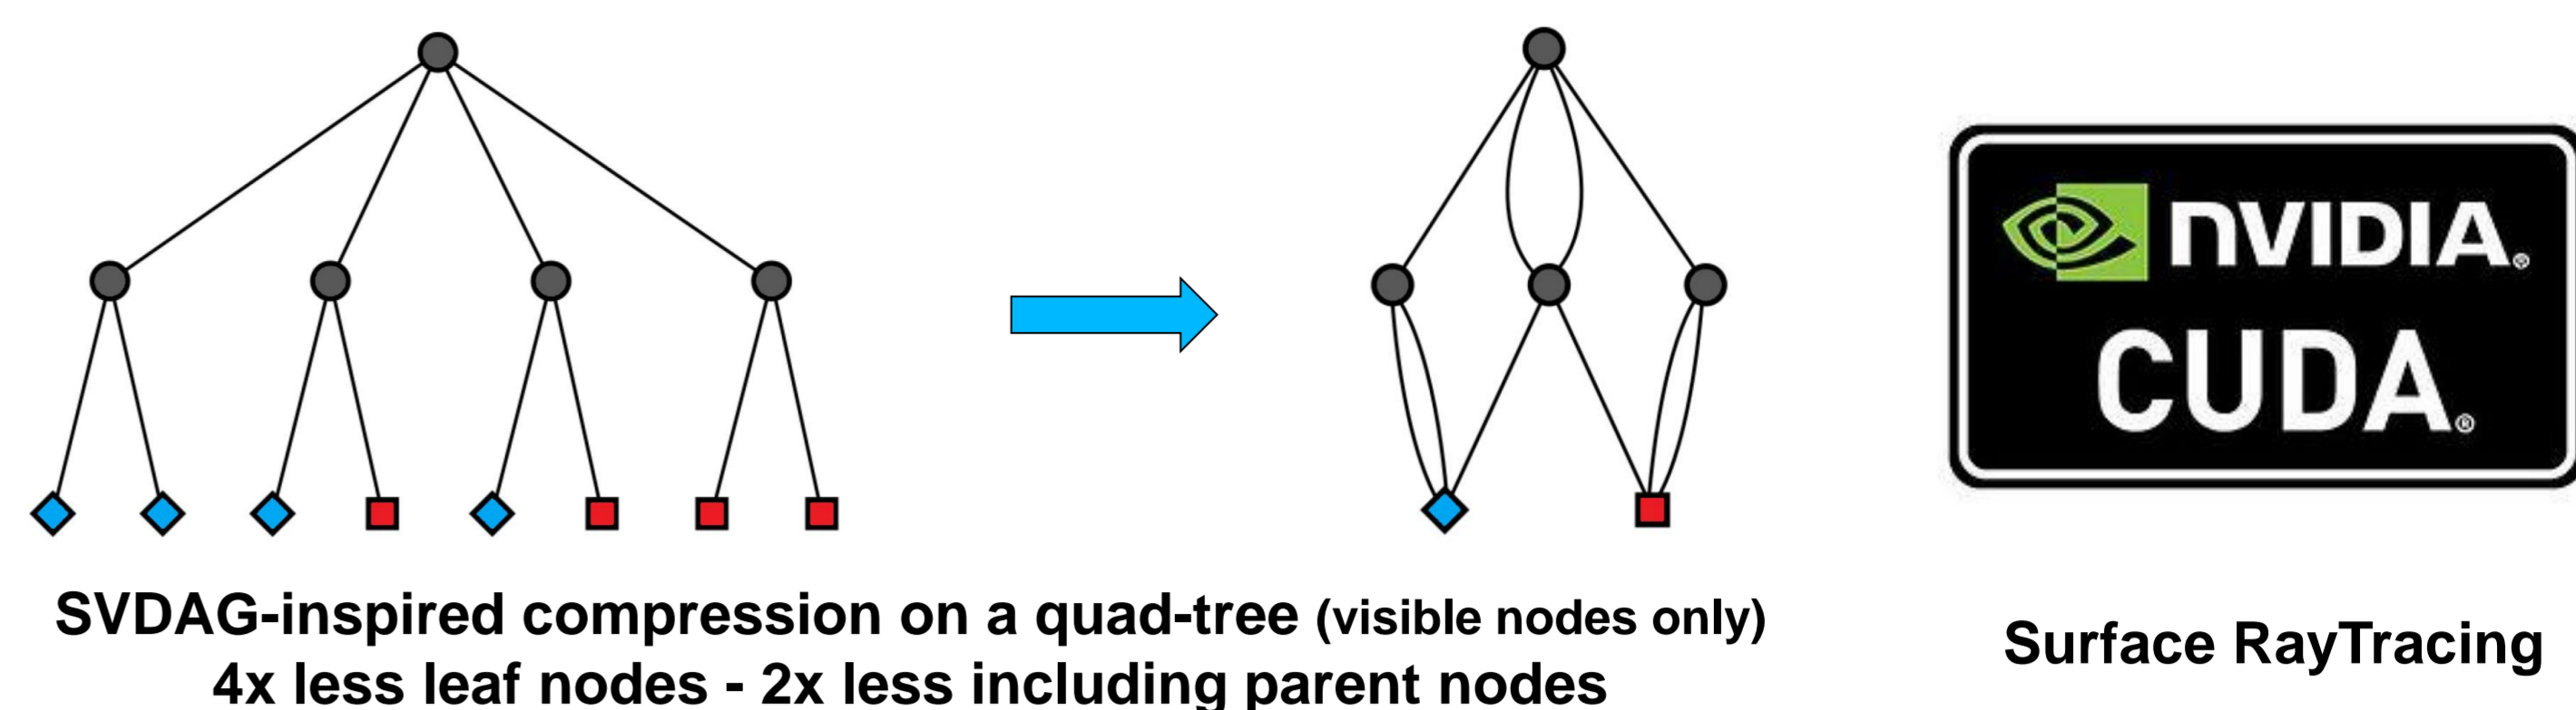 NVIDIA®
CUDA®
SVDAG-inspired compression on a quad-tree (visible nodes only)
4x less leaf nodes - 2x less including parent nodes
Surface RayTracing